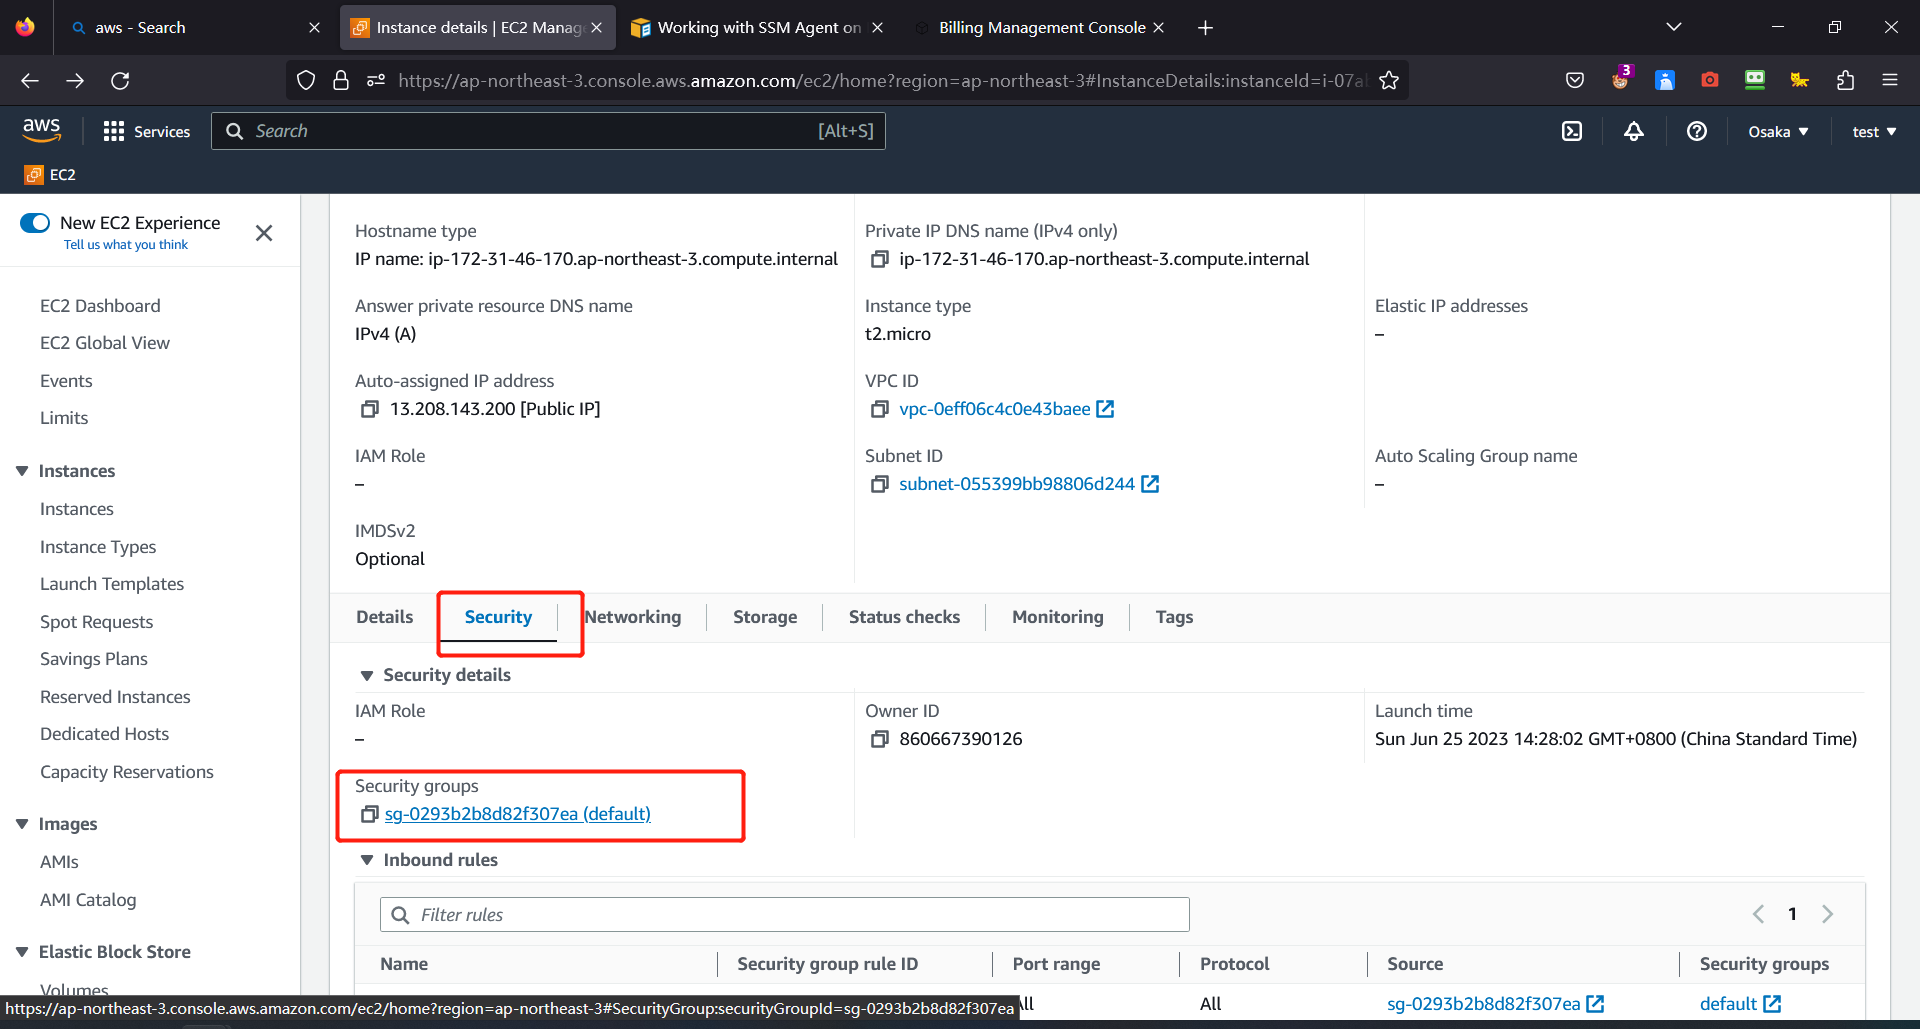 aws - Search
Instance details | EC2 Manag
Working with SSM Agent on
Billing Management Console
https://ap-northeast-3.console.aws.amazon.com/ec2/home?region=ap-northeast-3#InstanceDetails:instanceId=i-07a
3
aws
Services
Search
[Alt+S]
Osaka
test
EC2
New EC2 Experience
Tell us what you think
EC2 Dashboard
EC2 Global View
Events
Limits
Instances
Instances
Instance Types
Launch Templates
Spot Requests
Savings Plans
Reserved Instances
Dedicated Hosts
Capacity Reservations
Images
AMIs
AMI Catalog
Elastic Block Store
Volumes
Hostname type
IP name: ip-172-31-46-170.ap-northeast-3.compute.internal
Private IP DNS name (IPv4 only)
ip-172-31-46-170.ap-northeast-3.compute.internal
Answer private resource DNS name
IPv4 (A)
Instance type
t2.micro
Elastic IP addresses
–
Auto-assigned IP address
13.208.143.200 [Public IP]
VPC ID
vpc-0eff06c4c0e43baee
IAM Role
–
Subnet ID
subnet-055399bb98806d244
Auto Scaling Group name
–
IMDSv2
Optional
Details
Security
Networking
Storage
Status checks
Monitoring
Tags
Security details
IAM Role
–
Owner ID
860667390126
Launch time
Sun Jun 25 2023 14:28:02 GMT+0800 (China Standard Time)
Security groups
sg-0293b2b8d82f307ea (default)
Inbound rules
Filter rules
1
Name
Security group rule ID
Port range
Protocol
Source
Security groups
All
sg-0293b2b8d82f307ea
default
https://ap-northeast-3.console.aws.amazon.com/ec2/home?region=ap-northeast-3#SecurityGroup:securityGroupId=sg-0293b2b8d82f307ea